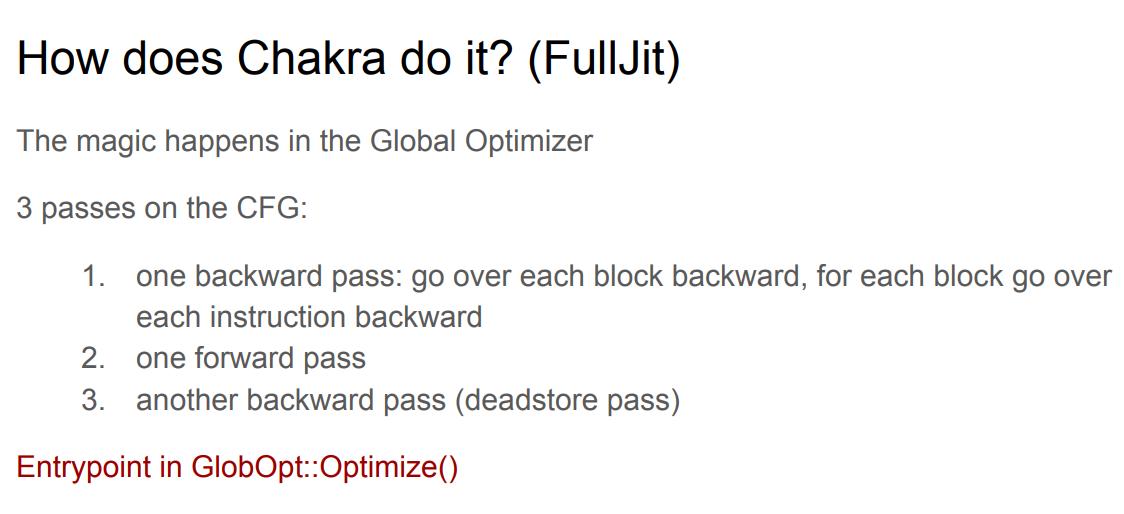 How does Chakra do it? (FullJit)
The magic happens in the Global Optimizer
3 passes on the CFG:
1. one backward pass: go over each block backward, for each block go over
each instruction backward
2. one forward pass
3. another backward pass (deadstore pass)
Entrypoint in GlobOpt::Optimize()